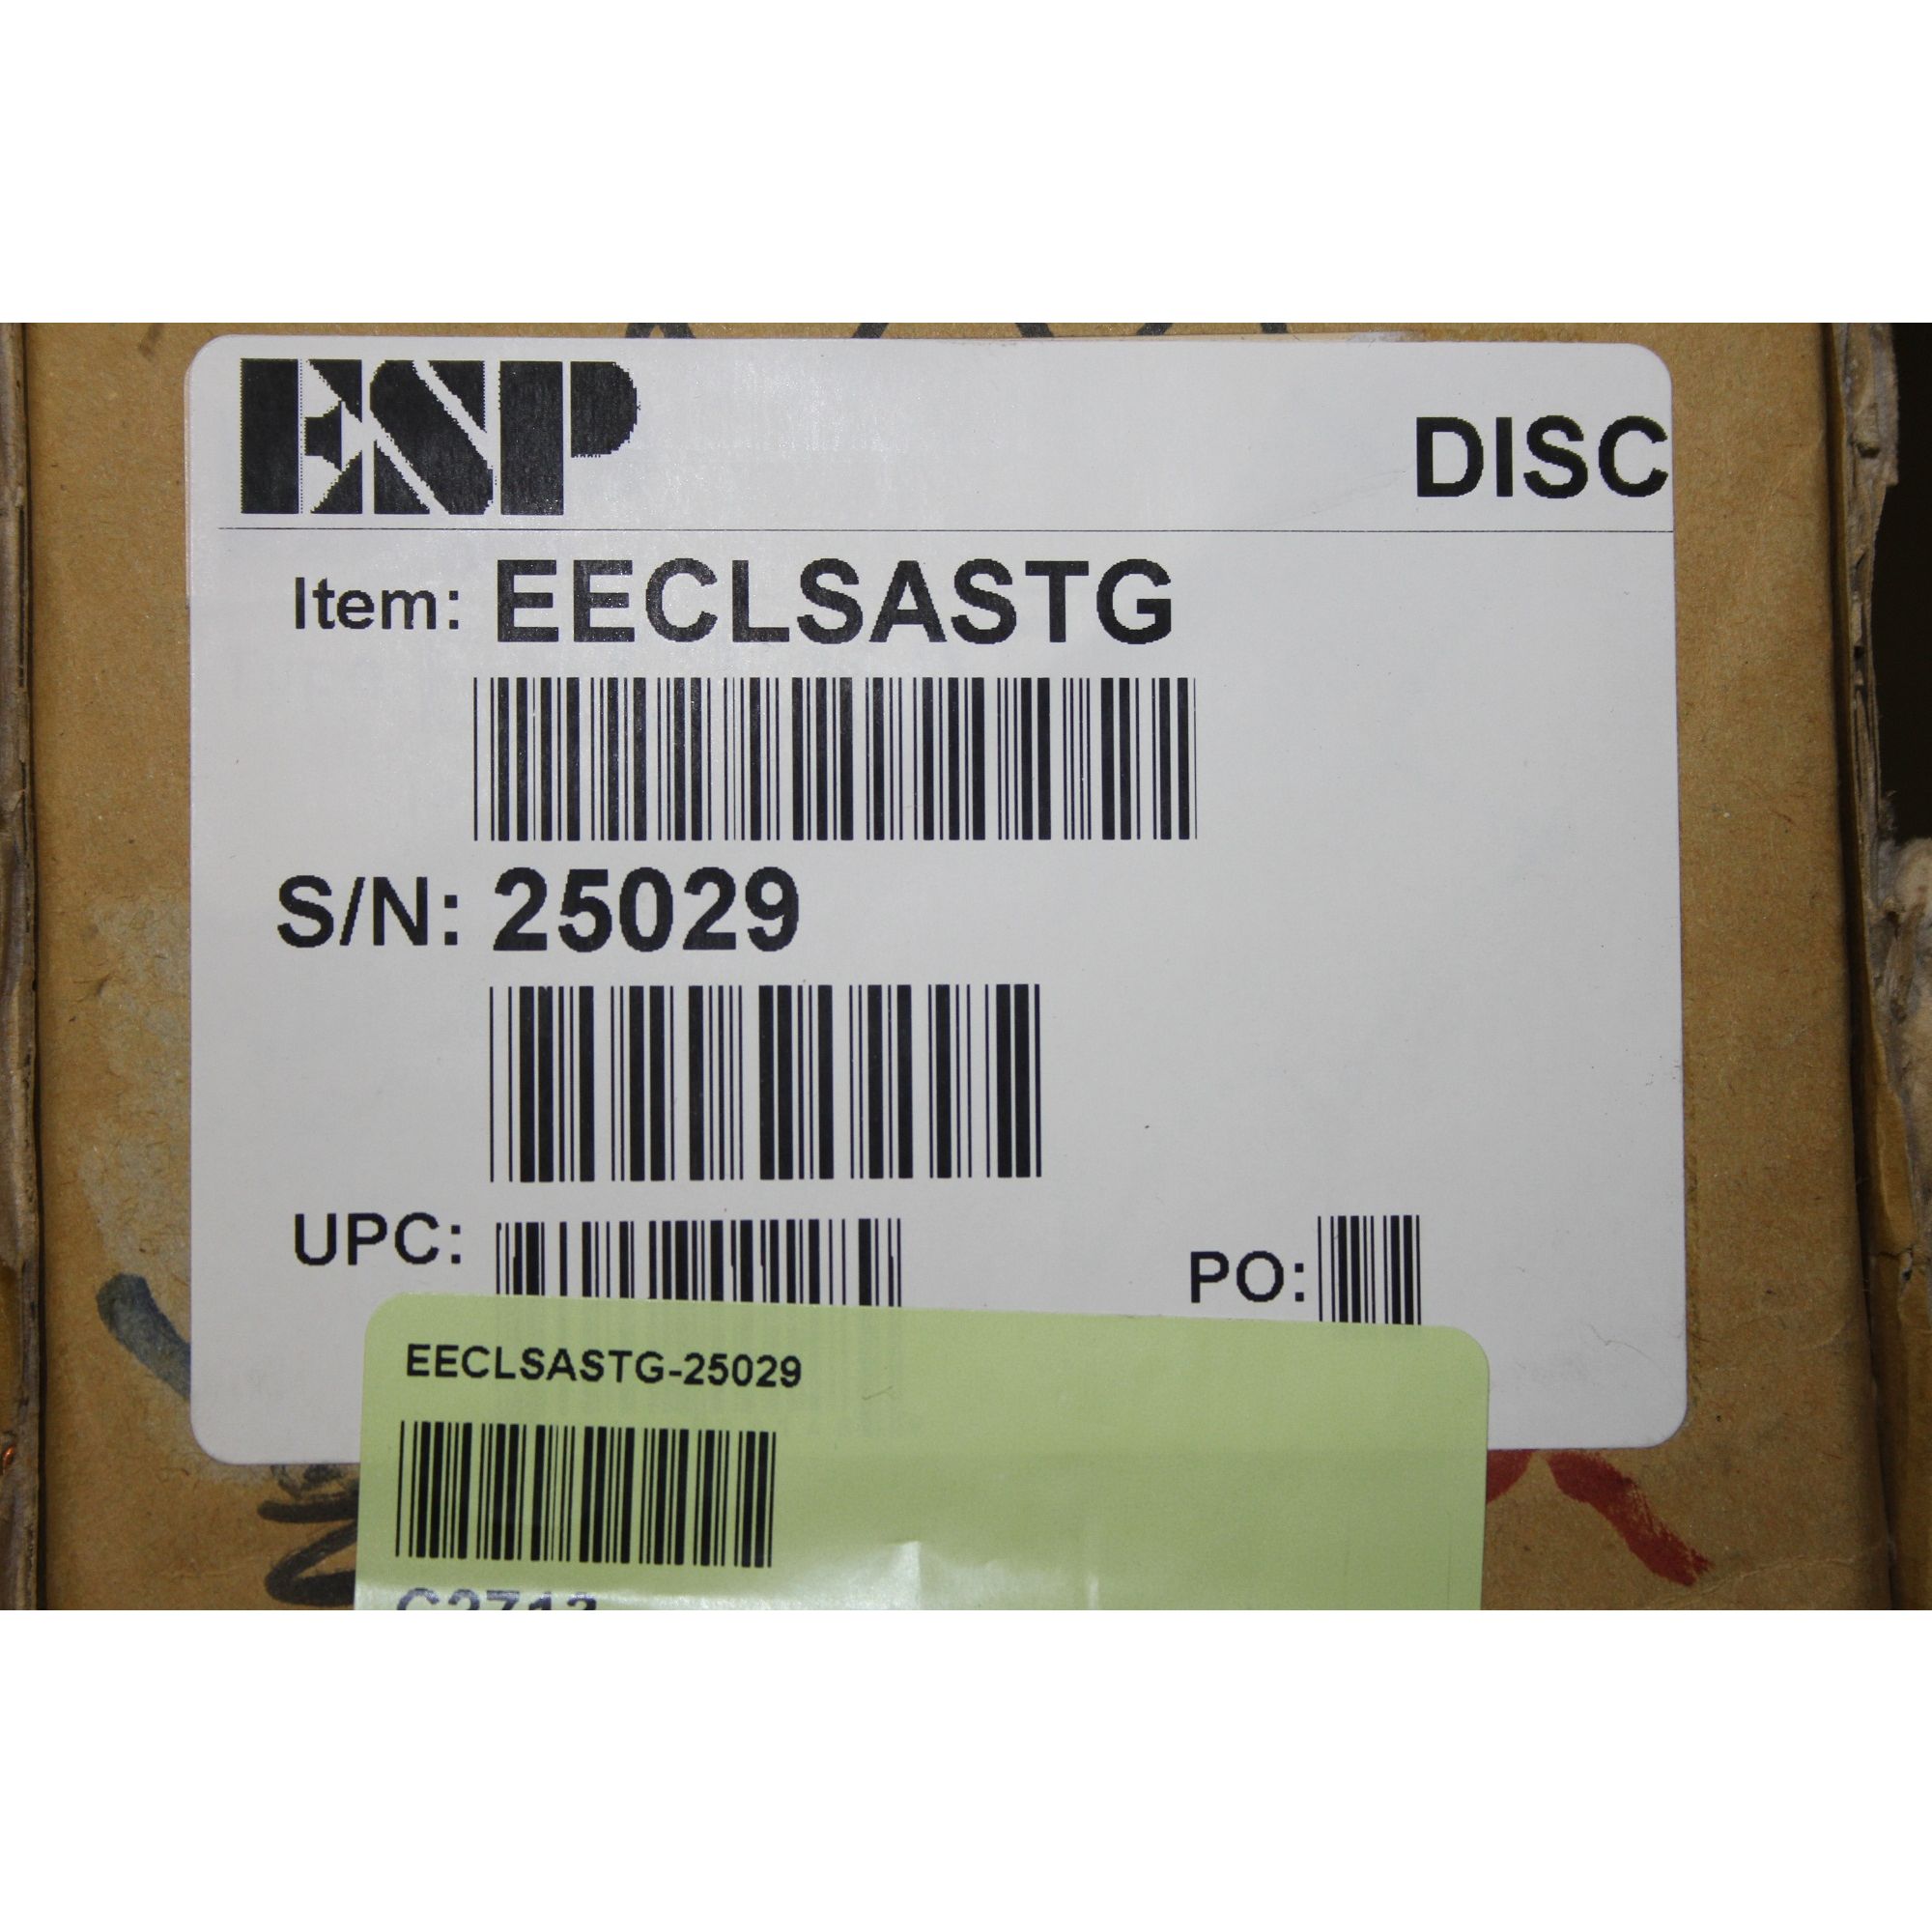 ESP
DISC
Item: EECLSASTG
S/N: 25029
UPC:
PO:
EECLSASTG-25029